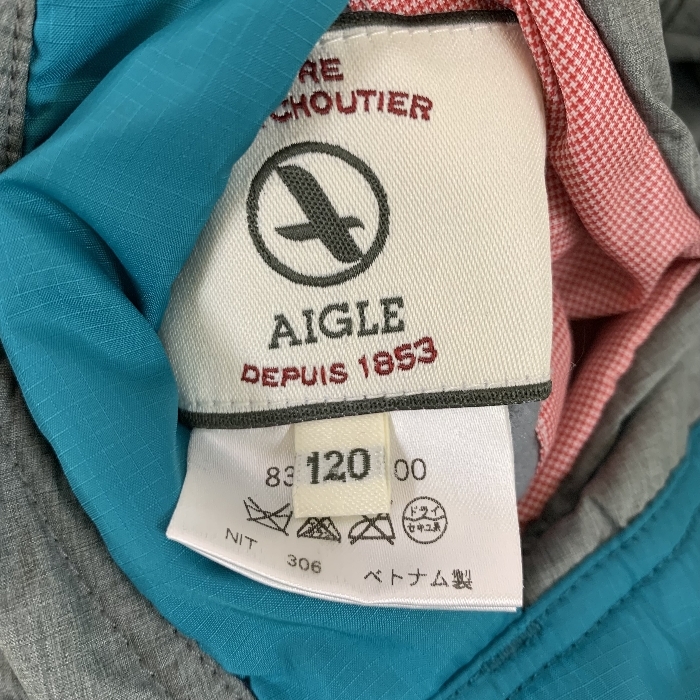 RE
CHOUTIER
AIGLE
DEPUIS 1853
83 120 00
ドライ
セキユ系
NIT 306 ベトナム製